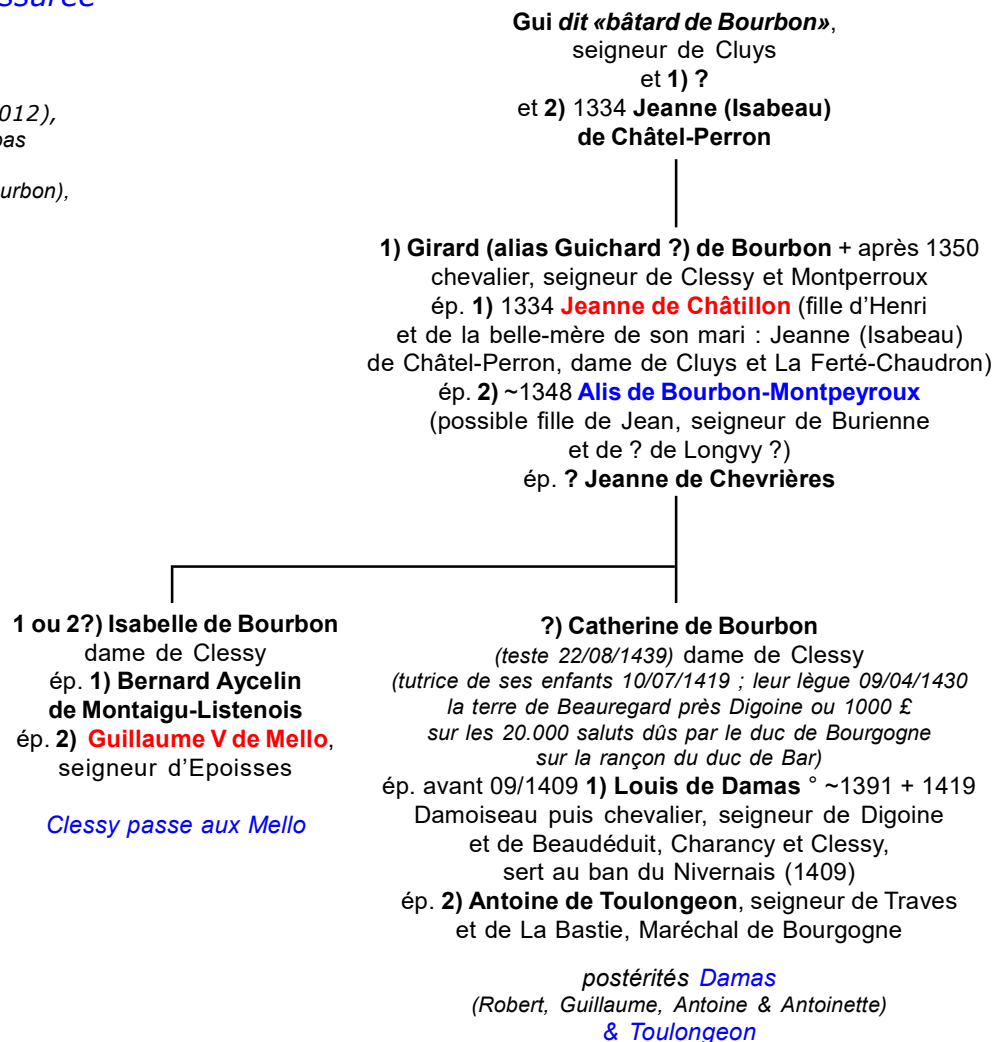 ssurée
012),
pas
urbon),
Gui dit «bâtard de Bourbon»,
seigneur de Cluys
et 1) ?
et 2) 1334 Jeanne (Isabeau)
de Châtel-Perron
1) Girard (alias Guichard ?) de Bourbon + après 1350
chevalier, seigneur de Clessy et Montperroux
ép. 1) 1334 Jeanne de Châtillon (fille d’Henri
et de la belle-mère de son mari : Jeanne (Isabeau)
de Châtel-Perron, dame de Cluys et La Ferté-Chaudron)
ép. 2) ~1348 Alis de Bourbon-Montpeyroux
(possible fille de Jean, seigneur de Burienne
et de ? de Longvy ?)
ép. ? Jeanne de Chevrières
1 ou 2?) Isabelle de Bourbon
dame de Clessy
ép. 1) Bernard Aycelin
de Montaigu-Listenois
ép. 2) Guillaume V de Mello,
seigneur d’Epoisses
Clessy passe aux Mello
?) Catherine de Bourbon
(teste 22/08/1439) dame de Clessy
(tutrice de ses enfants 10/07/1419 ; leur lègue 09/04/1430
la terre de Beauregard près Digoine ou 1000 £
sur les 20.000 saluts dûs par le duc de Bourgogne
sur la rançon du duc de Bar)
ép. avant 09/1409 1) Louis de Damas ° ~1391 + 1419
Damoiseau puis chevalier, seigneur de Digoine
et de Beaudéduit, Charancy et Clessy,
sert au ban du Nivernais (1409)
ép. 2) Antoine de Toulongeon, seigneur de Traves
et de La Bastie, Maréchal de Bourgogne
postérités Damas
(Robert, Guillaume, Antoine & Antoinette)
& Toulongeon